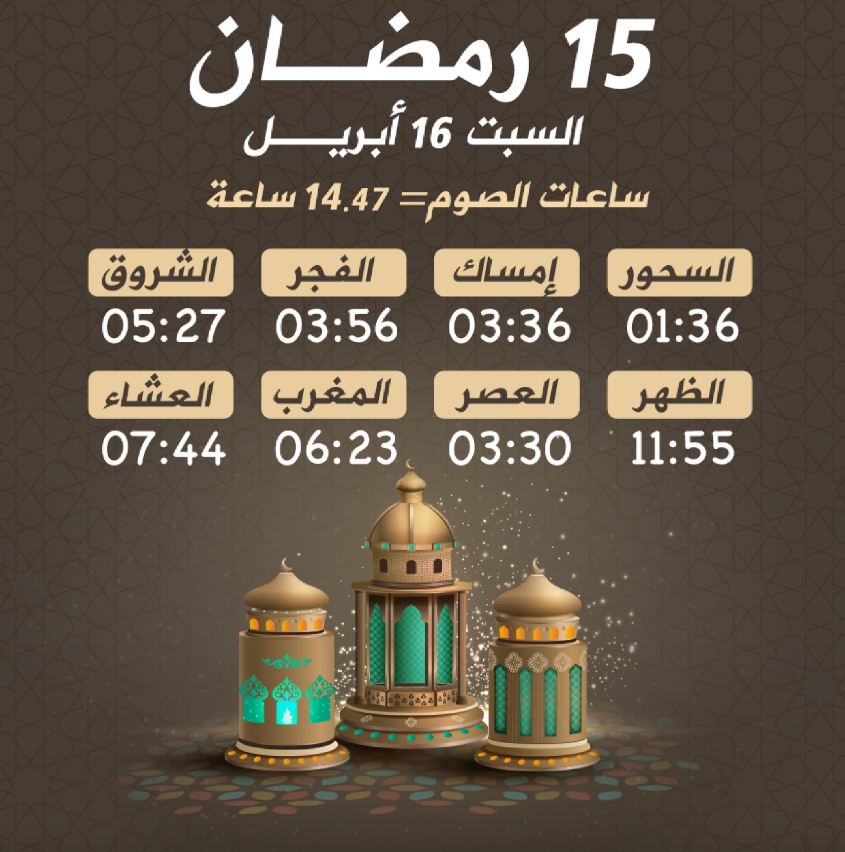 15 رمضان
السبت 16 أبريل
ساعات الصوم= 14.47 ساعة
السحور إمساك الفجر الشروق
01:36 03:36 03:56 05:27
الظهر العصر المغرب العشاء
11:55 03:30 06:23 07:44